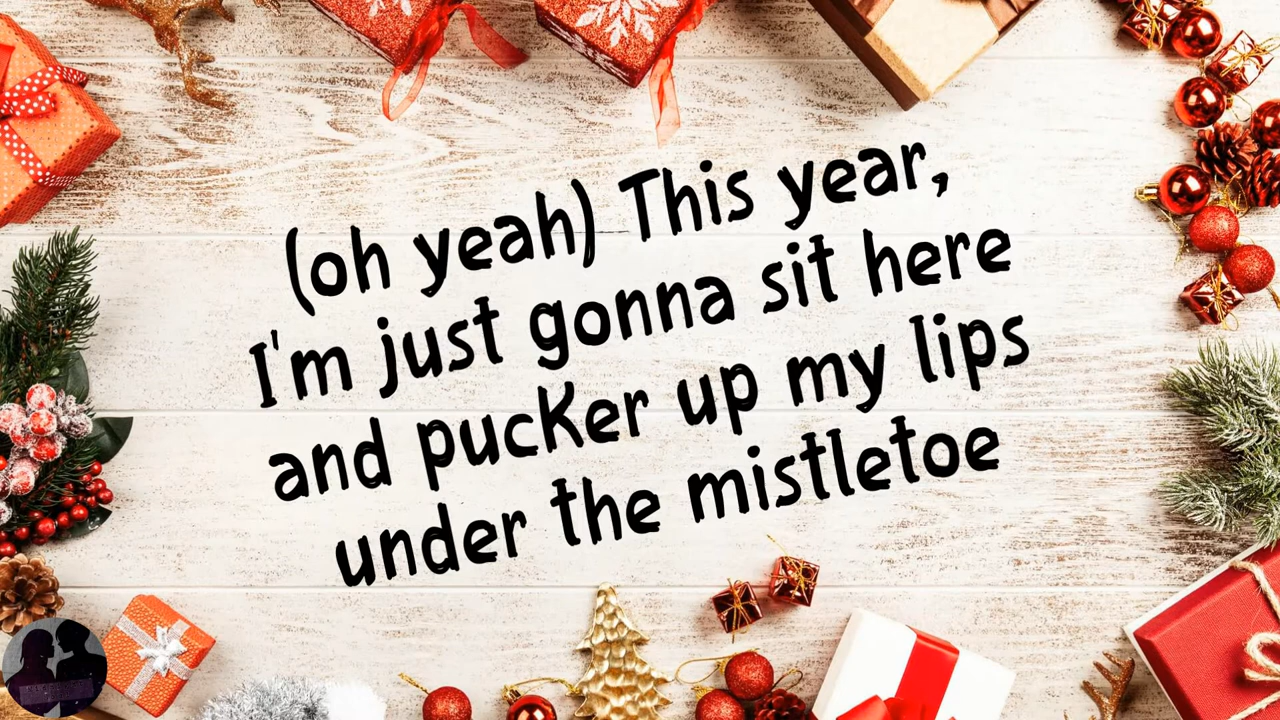 (oh yeah) This year,
I'm just gonna sit here
and pucker up my lips
under the mistletoe